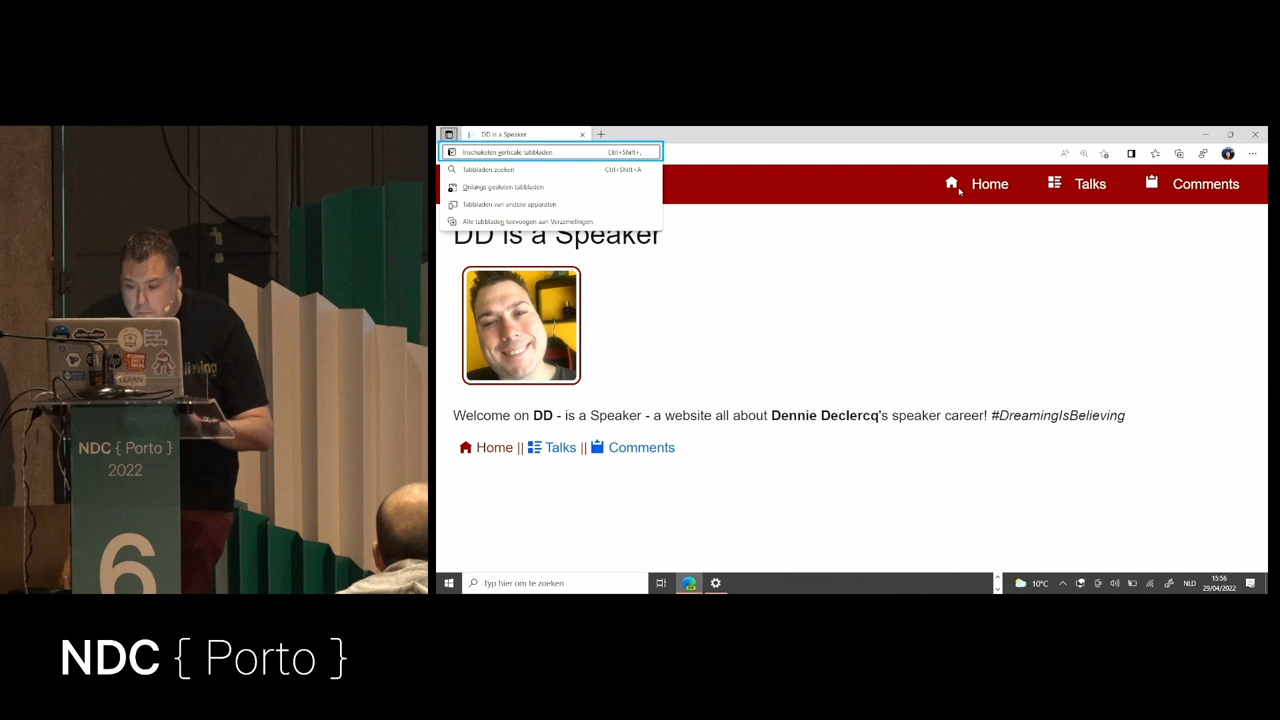 DD is a Speaker
Inschakelen verticale tabbladen Ctrl+Shift+,
Tabbladen zoeken Ctrl+Shift+A
Onlangs gesloten tabbladen
Tabbladen van andere apparaten
Alle tabbladen toevoegen aan Verzamelingen
Home Talks Comments
DD is a Speaker
Welcome on DD - is a Speaker - a website all about Dennie Declercq's speaker career! #DreamingIsBelieving
Home || Talks || Comments
Typ hier om te zoeken
10°C
NLD
15:56
29/04/2022
lieving
LEARN
NDC { Porto }
2022
6
NDC { Porto }